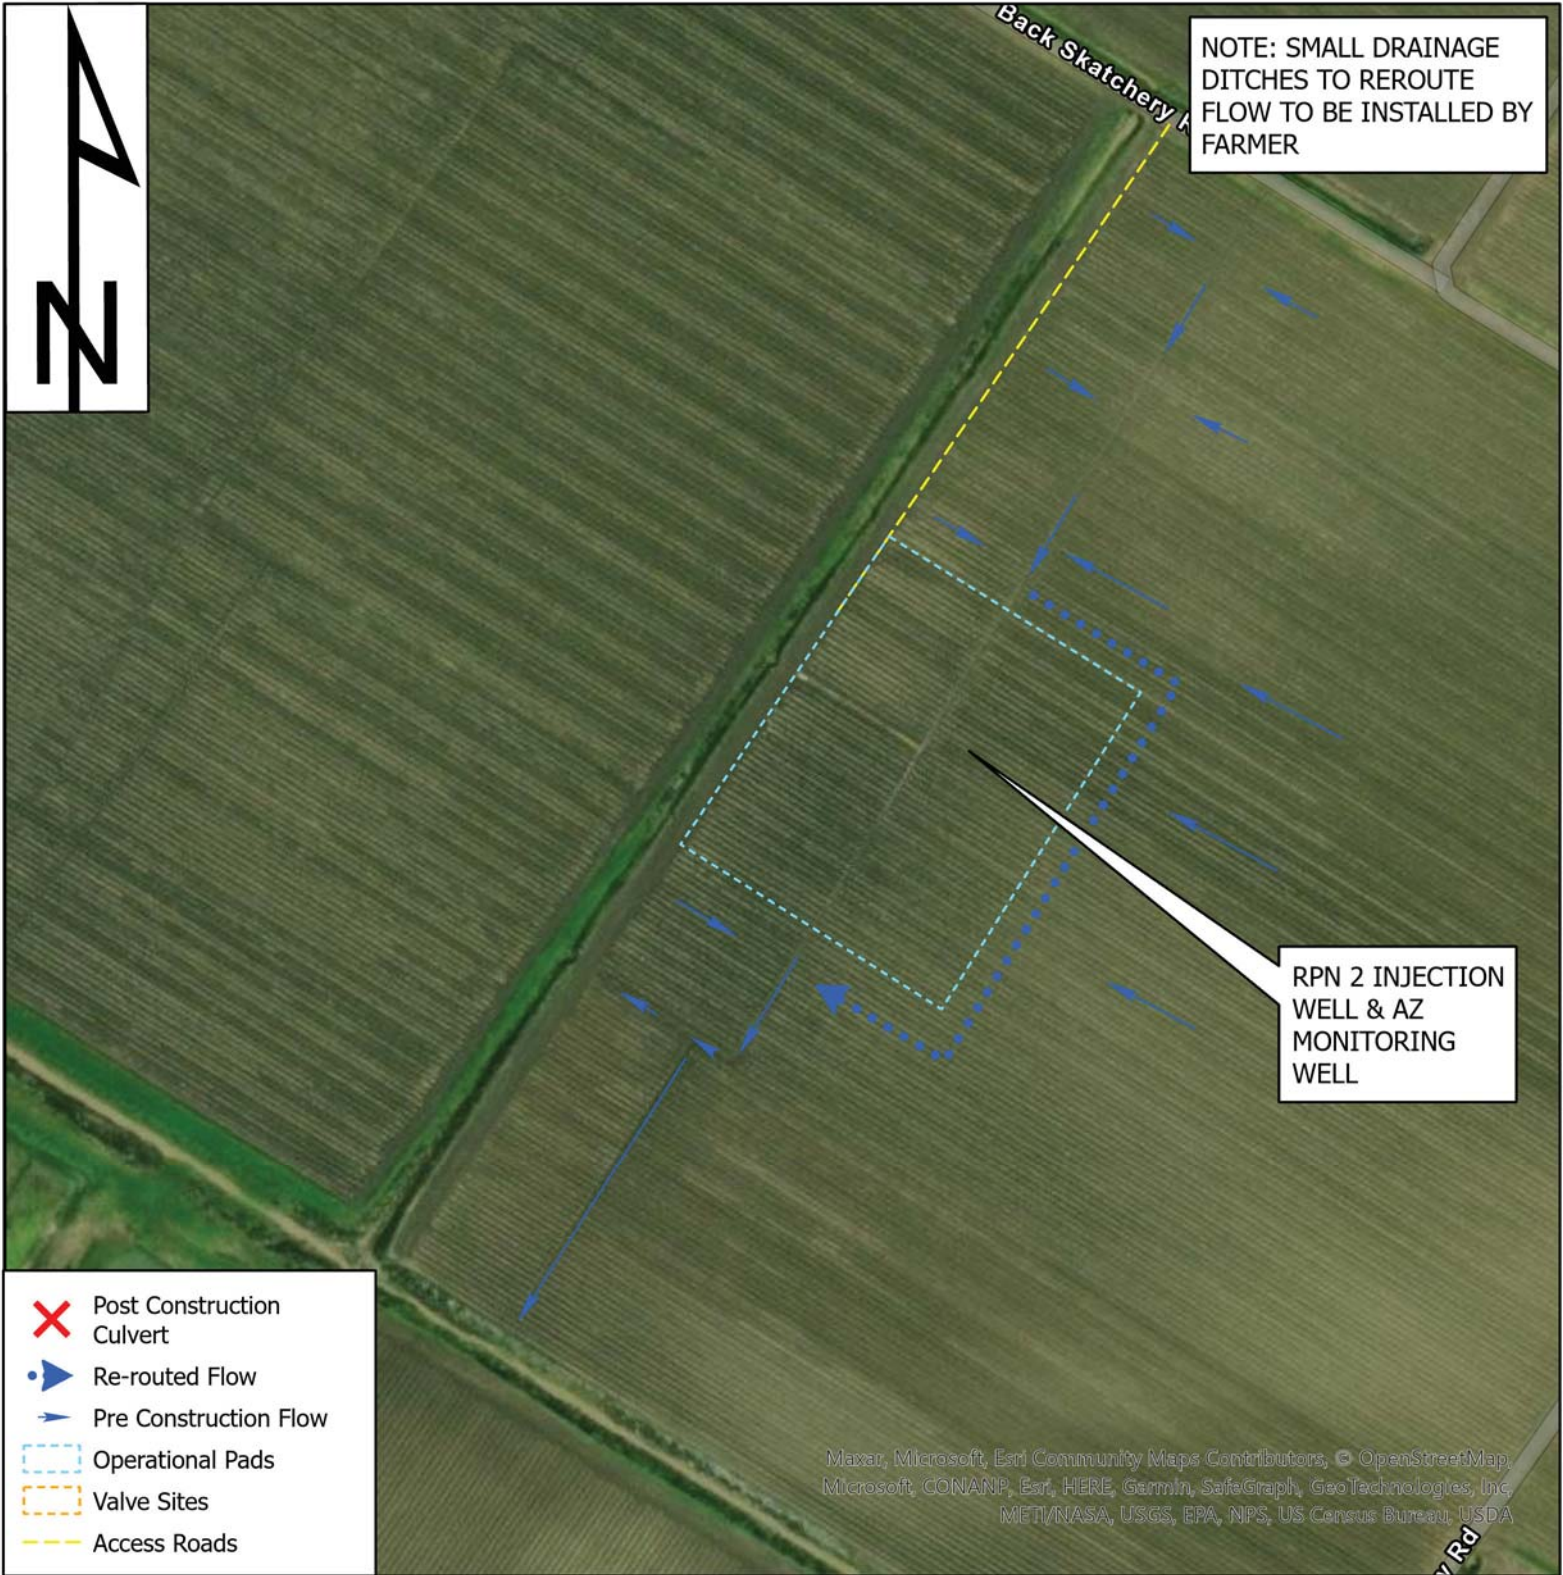 Back Skatchery R
NOTE: SMALL DRAINAGE
DITCHES TO REROUTE
FLOW TO BE INSTALLED BY
FARMER
N
RPN 2 INJECTION
WELL & AZ
MONITORING
WELL
Post Construction
Culvert
Re-routed Flow
Pre Construction Flow
Operational Pads
Valve Sites
Access Roads
Maxar, Microsoft, Esri Community Maps Contributors, © OpenStreetMap,
Microsoft, CONANP, Esri, HERE, Garmin, SafeGraph, GeoTechnologies, Inc,
METI/NASA, USGS, EPA, NPS, US Census Bureau, USDA
y Rd